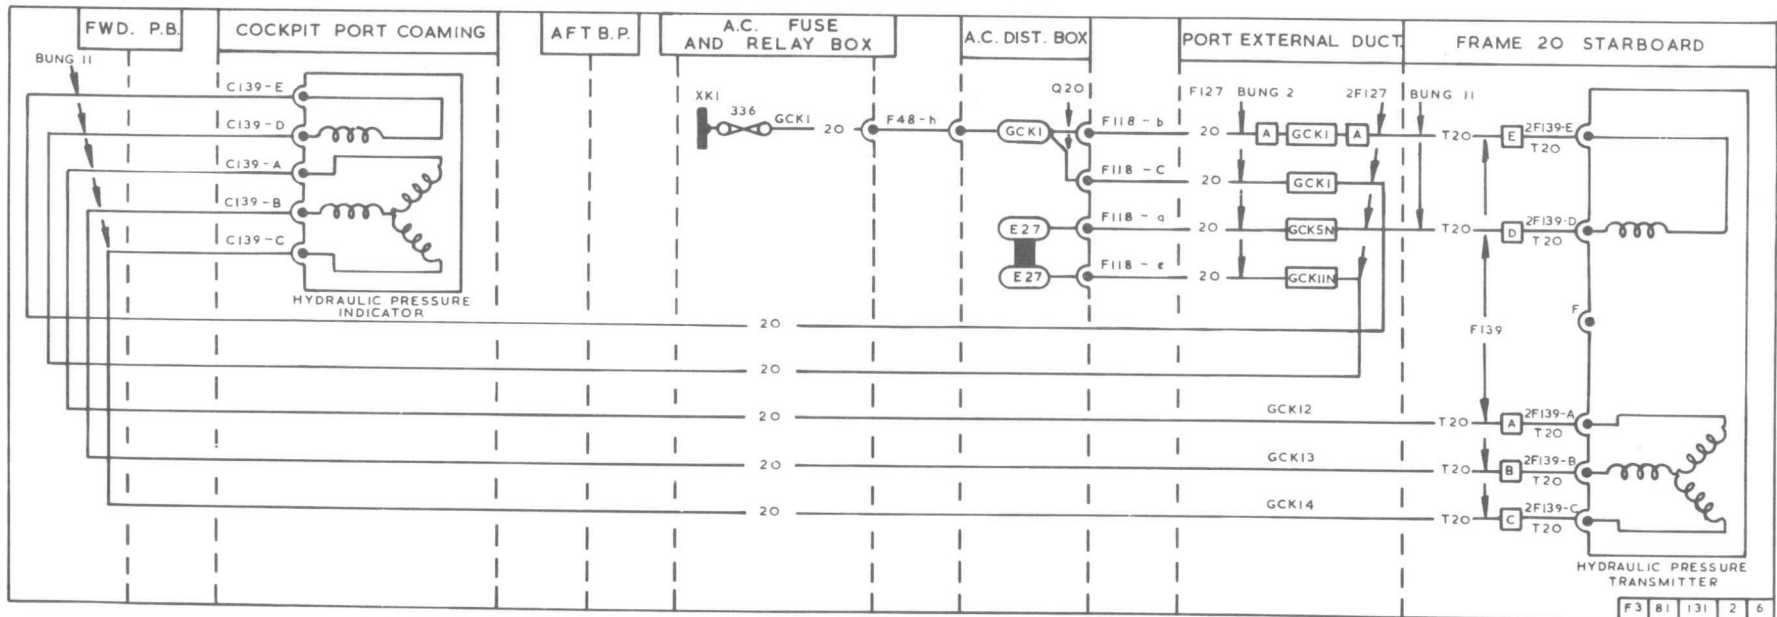 FWD. P.B.
COCKPIT PORT COAMING
AFT B.P.
A.C. FUSE
AND RELAY BOX
A.C. DIST. BOX
PORT EXTERNAL DUCT
FRAME 20 STARBOARD
BUNG 11
C139-E
C139-D
C139-A
C139-B
C139-C
HYDRAULIC PRESSURE
INDICATOR
XK1
336
GCK1
20
F48-h
GCK1
Q20
F118-b
20
F127
BUNG 2
A
GCK1
A
2F127
BUNG 11
T20
E
2F139-E
T20
F118-C
20
GCK1
E27
F118-a
20
GCK5N
T20
D
2F139-D
T20
E27
F118-e
20
GCK11N
20
F139
F
20
20
GCK12
T20
A
2F139-A
T20
20
GCK13
T20
B
2F139-B
T20
20
GCK14
T20
C
2F139-C
T20
HYDRAULIC PRESSURE
TRANSMITTER
F3 81 131 2 6